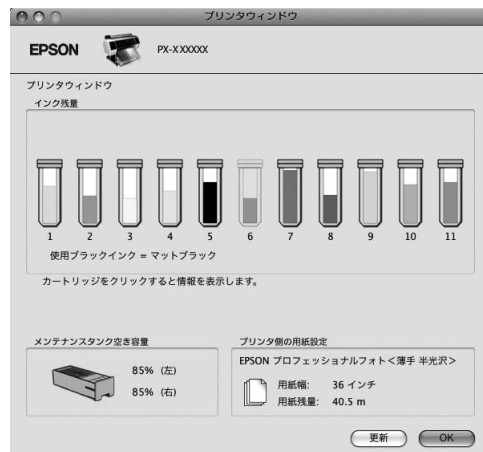 プリンタウィンドウ
EPSON PX-XXXXXX
プリンタウィンドウ
インク残量
1 2 3 4 5 6 7 8 9 10 11
使用ブラックインク = マットブラック
カートリッジをクリックすると情報を表示します。
メンテナンスタンク空き容量
85% (左)
85% (右)
プリンタ側の用紙設定
EPSON プロフェッショナルフォト<薄手 半光沢>
用紙幅: 36 インチ
用紙残量: 40.5 m
更新 OK